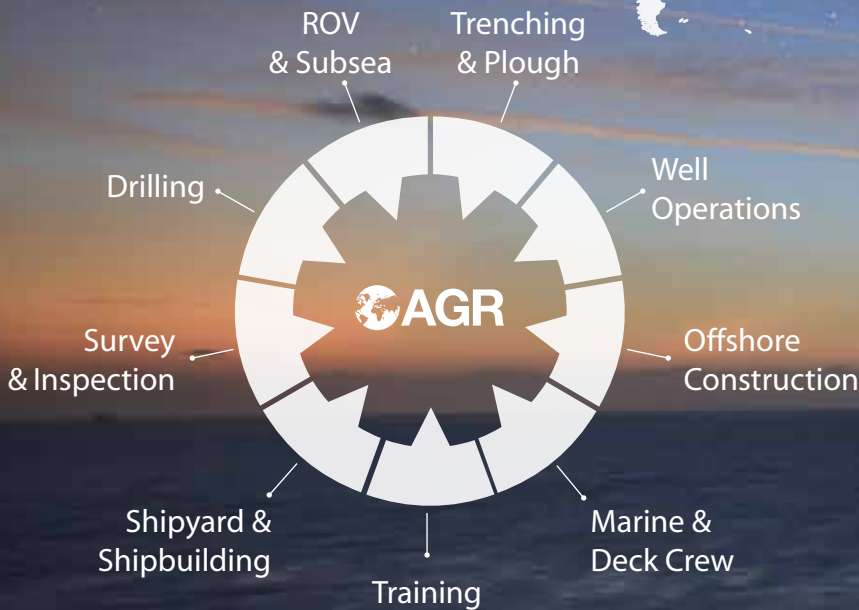 ROV
& Subsea
Trenching
& Plough
Drilling
Well
Operations
AGR
Survey
& Inspection
Offshore
Construction
Shipyard &
Shipbuilding
Marine &
Deck Crew
Training